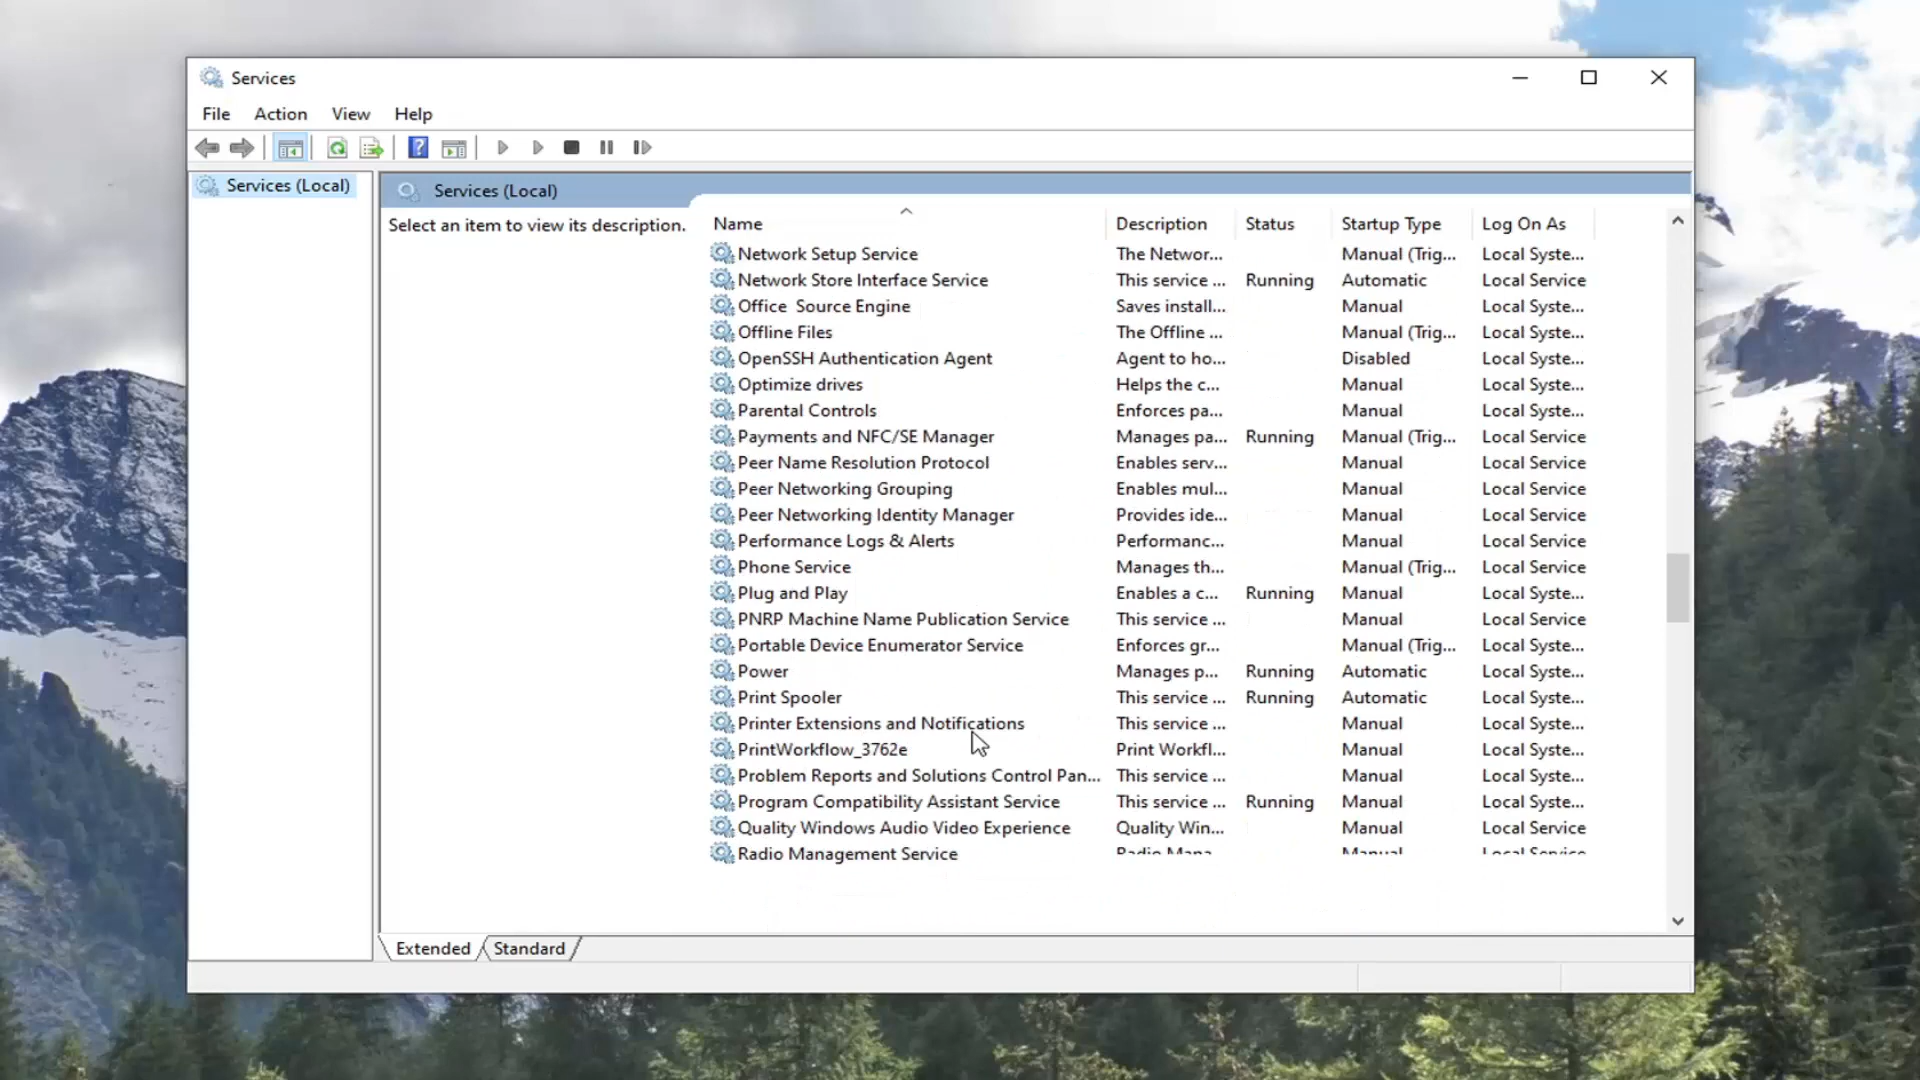 Services
File Action View Help
Services (Local)
Services (Local)
Select an item to view its description.
Name Description Status Startup Type Log On As
Network Setup Service The Networ... Manual (Trig... Local Syste...
Network Store Interface Service This service ... Running Automatic Local Service
Office  Source Engine Saves install... Manual Local Syste...
Offline Files The Offline ... Manual (Trig... Local Syste...
OpenSSH Authentication Agent Agent to ho... Disabled Local Syste...
Optimize drives Helps the c... Manual Local Syste...
Parental Controls Enforces pa... Manual Local Syste...
Payments and NFC/SE Manager Manages pa... Running Manual (Trig... Local Service
Peer Name Resolution Protocol Enables serv... Manual Local Service
Peer Networking Grouping Enables mul... Manual Local Service
Peer Networking Identity Manager Provides ide... Manual Local Service
Performance Logs & Alerts Performanc... Manual Local Service
Phone Service Manages th... Manual (Trig... Local Service
Plug and Play Enables a c... Running Manual Local Syste...
PNRP Machine Name Publication Service This service ... Manual Local Service
Portable Device Enumerator Service Enforces gr... Manual (Trig... Local Syste...
Power Manages p... Running Automatic Local Syste...
Print Spooler This service ... Running Automatic Local Syste...
Printer Extensions and Notifications This service ... Manual Local Syste...
PrintWorkflow_3762e Print Workfl... Manual Local Syste...
Problem Reports and Solutions Control Pan... This service ... Manual Local Syste...
Program Compatibility Assistant Service This service ... Running Manual Local Syste...
Quality Windows Audio Video Experience Quality Win... Manual Local Service
Radio Management Service Radio Mana... Manual Local Service
Extended Standard